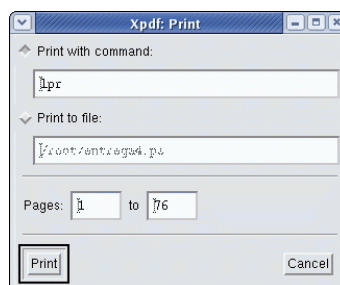 Xpdf: Print
Print with command:
lpr
Print to file:
/root/entrega4.ps
Pages: 1 to 76
Print Cancel